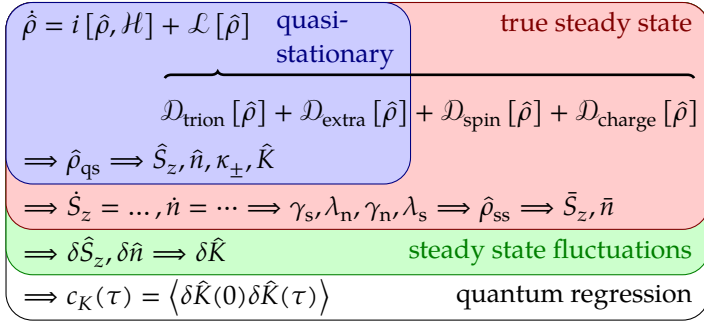 ρ̂̇ = i [ρ̂, ℋ] + ℒ [ρ̂] quasi- true steady state
stationary
𝒟_trion [ρ̂] + 𝒟_extra [ρ̂] + 𝒟_spin [ρ̂] + 𝒟_charge [ρ̂]
⟹ ρ̂_qs ⟹ Ŝ_z, n̂, κ_±, K̂
⟹ Ṡ_z = ..., ṅ = ⋯ ⟹ γ_s, λ_n, γ_n, λ_s ⟹ ρ̂_ss ⟹ S̄_z, n̄
⟹ δŜ_z, δn̂ ⟹ δK̂ steady state fluctuations
⟹ c_K(τ) = ⟨δK̂(0)δK̂(τ)⟩ quantum regression